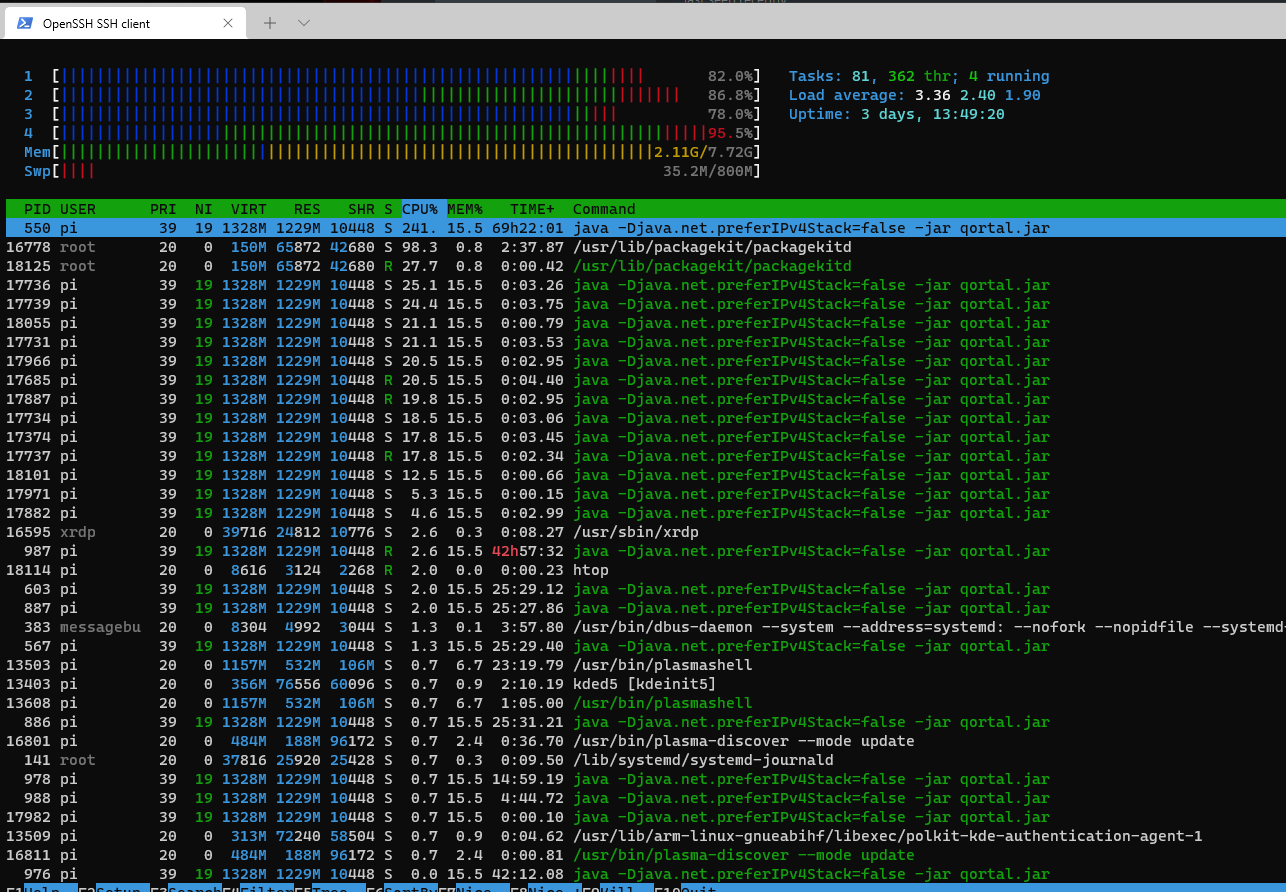 OpenSSH SSH client
1 [ 82.0%] Tasks: 81, 362 thr; 4 running
2 [ 86.8%] Load average: 3.36 2.40 1.90
3 [ 78.0%] Uptime: 3 days, 13:49:20
4 [ 95.5%]
Mem[ 2.11G/7.72G]
Swp[ 35.2M/800M]
PID USER PRI NI VIRT RES SHR S CPU% MEM% TIME+ Command
550 pi 39 19 1328M 1229M 10448 S 241. 15.5 69h22:01 java -Djava.net.preferIPv4Stack=false -jar qortal.jar
16778 root 20 0 150M 65872 42680 S 98.3 0.8 2:37.87 /usr/lib/packagekit/packagekitd
18125 root 20 0 150M 65872 42680 R 27.7 0.8 0:00.42 /usr/lib/packagekit/packagekitd
17736 pi 39 19 1328M 1229M 10448 S 25.1 15.5 0:03.26 java -Djava.net.preferIPv4Stack=false -jar qortal.jar
17739 pi 39 19 1328M 1229M 10448 S 24.4 15.5 0:03.75 java -Djava.net.preferIPv4Stack=false -jar qortal.jar
18055 pi 39 19 1328M 1229M 10448 S 21.1 15.5 0:00.79 java -Djava.net.preferIPv4Stack=false -jar qortal.jar
17731 pi 39 19 1328M 1229M 10448 S 21.1 15.5 0:03.53 java -Djava.net.preferIPv4Stack=false -jar qortal.jar
17966 pi 39 19 1328M 1229M 10448 S 20.5 15.5 0:02.95 java -Djava.net.preferIPv4Stack=false -jar qortal.jar
17685 pi 39 19 1328M 1229M 10448 R 20.5 15.5 0:04.40 java -Djava.net.preferIPv4Stack=false -jar qortal.jar
17887 pi 39 19 1328M 1229M 10448 R 19.8 15.5 0:02.95 java -Djava.net.preferIPv4Stack=false -jar qortal.jar
17734 pi 39 19 1328M 1229M 10448 S 18.5 15.5 0:03.06 java -Djava.net.preferIPv4Stack=false -jar qortal.jar
17374 pi 39 19 1328M 1229M 10448 S 17.8 15.5 0:03.45 java -Djava.net.preferIPv4Stack=false -jar qortal.jar
17737 pi 39 19 1328M 1229M 10448 R 17.8 15.5 0:02.34 java -Djava.net.preferIPv4Stack=false -jar qortal.jar
18101 pi 39 19 1328M 1229M 10448 S 12.5 15.5 0:00.66 java -Djava.net.preferIPv4Stack=false -jar qortal.jar
17971 pi 39 19 1328M 1229M 10448 S 5.3 15.5 0:00.15 java -Djava.net.preferIPv4Stack=false -jar qortal.jar
17882 pi 39 19 1328M 1229M 10448 S 4.6 15.5 0:02.99 java -Djava.net.preferIPv4Stack=false -jar qortal.jar
16595 xrdp 20 0 39716 24812 10776 S 2.6 0.3 0:08.27 /usr/sbin/xrdp
987 pi 39 19 1328M 1229M 10448 R 2.6 15.5 42h57:32 java -Djava.net.preferIPv4Stack=false -jar qortal.jar
18114 pi 20 0 8616 3124 2268 R 2.0 0.0 0:00.23 htop
603 pi 39 19 1328M 1229M 10448 S 2.0 15.5 25:29.12 java -Djava.net.preferIPv4Stack=false -jar qortal.jar
887 pi 39 19 1328M 1229M 10448 S 2.0 15.5 25:27.86 java -Djava.net.preferIPv4Stack=false -jar qortal.jar
383 messagebu 20 0 8304 4992 3044 S 1.3 0.1 3:57.80 /usr/bin/dbus-daemon --system --address=systemd: --nofork --nopidfile --systemd-
567 pi 39 19 1328M 1229M 10448 S 1.3 15.5 25:29.40 java -Djava.net.preferIPv4Stack=false -jar qortal.jar
13503 pi 20 0 1157M 532M 106M S 0.7 6.7 23:19.79 /usr/bin/plasmashell
13403 pi 20 0 356M 76556 60096 S 0.7 0.9 2:10.19 kded5 [kdeinit5]
13608 pi 20 0 1157M 532M 106M S 0.7 6.7 1:05.00 /usr/bin/plasmashell
886 pi 39 19 1328M 1229M 10448 S 0.7 15.5 25:31.21 java -Djava.net.preferIPv4Stack=false -jar qortal.jar
16801 pi 20 0 484M 188M 96172 S 0.7 2.4 0:36.70 /usr/bin/plasma-discover --mode update
141 root 20 0 37816 25920 25428 S 0.7 0.3 0:09.50 /lib/systemd/systemd-journald
978 pi 39 19 1328M 1229M 10448 S 0.7 15.5 14:59.19 java -Djava.net.preferIPv4Stack=false -jar qortal.jar
988 pi 39 19 1328M 1229M 10448 S 0.7 15.5 4:44.72 java -Djava.net.preferIPv4Stack=false -jar qortal.jar
17982 pi 39 19 1328M 1229M 10448 S 0.7 15.5 0:00.10 java -Djava.net.preferIPv4Stack=false -jar qortal.jar
13509 pi 20 0 313M 72240 58504 S 0.7 0.9 0:04.62 /usr/lib/arm-linux-gnueabihf/libexec/polkit-kde-authentication-agent-1
16811 pi 20 0 484M 188M 96172 S 0.7 2.4 0:00.81 /usr/bin/plasma-discover --mode update
976 pi 39 19 1328M 1229M 10448 S 0.0 15.5 42:12.08 java -Djava.net.preferIPv4Stack=false -jar qortal.jar
F1Help F2Setup F3SearchF4FilterF5Tree F6SortByF7Nice -F8Nice +F9Kill F10Quit